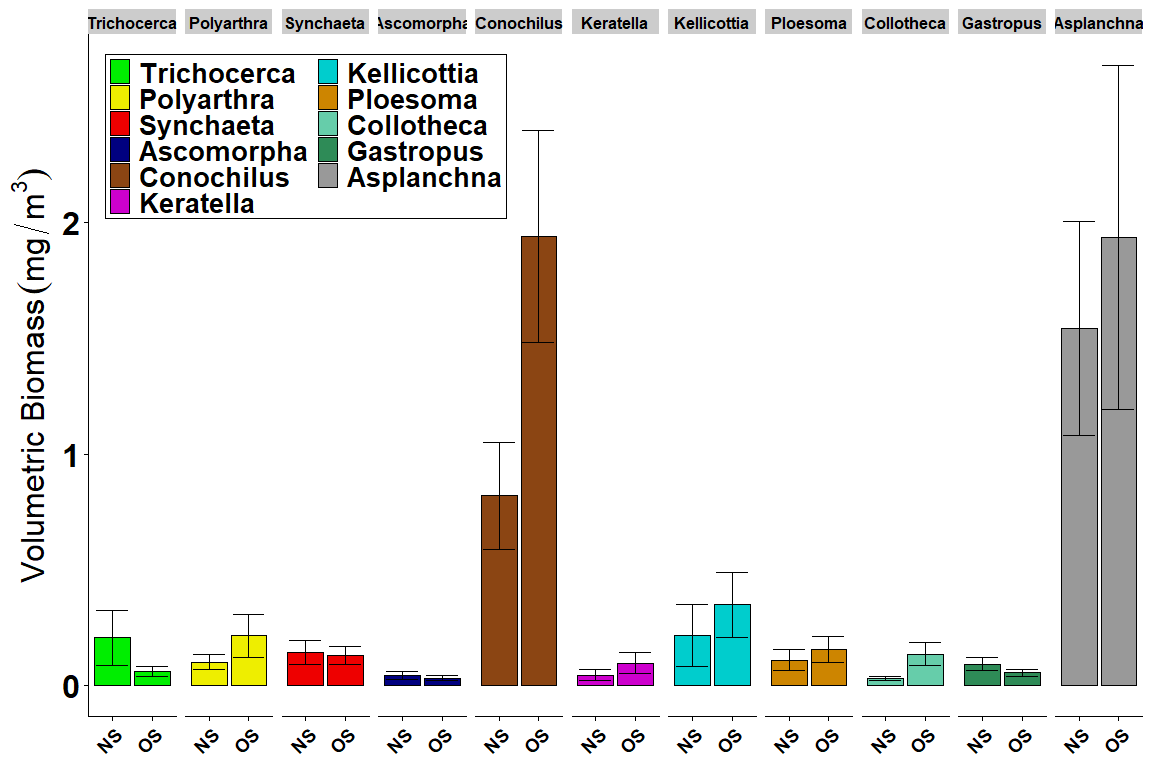 Trichocerca Polyarthra Synchaeta Ascomorpha Conochilus Keratella Kellicottia Ploesoma Collotheca Gastropus Asplanchna
Trichocerca Kellicottia
Polyarthra Ploesoma
Synchaeta Collotheca
Ascomorpha Gastropus
Conochilus Asplanchna
Keratella
Volumetric Biomass (mg / m³)
2
1
0
NS OS NS OS NS OS NS OS NS OS NS OS NS OS NS OS NS OS NS OS NS OS